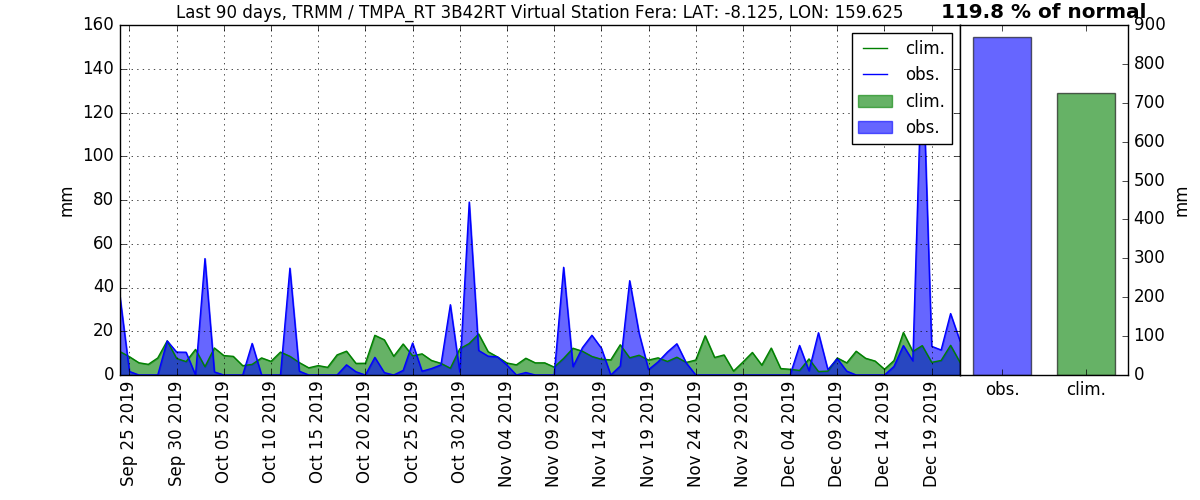 Last 90 days, TRMM / TMPA_RT 3B42RT Virtual Station Fera: LAT: -8.125, LON: 159.625
119.8 % of normal
160
140
120
100
80
60
40
20
0
mm
clim.
obs.
clim.
obs.
Sep 25 2019
Sep 30 2019
Oct 05 2019
Oct 10 2019
Oct 15 2019
Oct 20 2019
Oct 25 2019
Oct 30 2019
Nov 04 2019
Nov 09 2019
Nov 14 2019
Nov 19 2019
Nov 24 2019
Nov 29 2019
Dec 04 2019
Dec 09 2019
Dec 14 2019
Dec 19 2019
900
800
700
600
500
400
300
200
100
0
mm
obs.
clim.